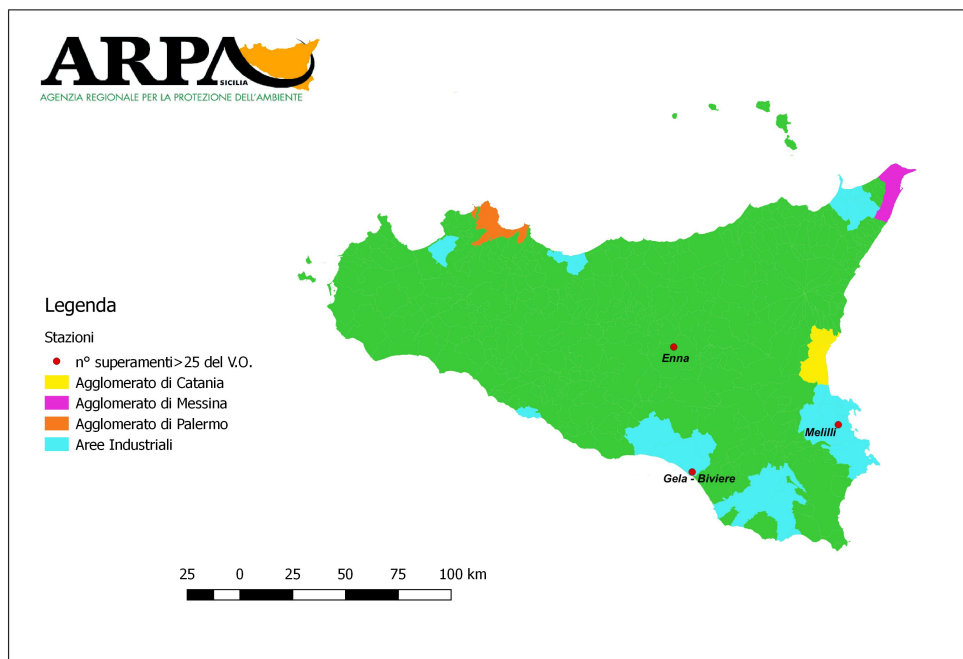 ARPA
SICILIA
AGENZIA REGIONALE PER LA PROTEZIONE DELL'AMBIENTE
Legenda
Stazioni
n° superamenti>25 del V.O.
Agglomerato di Catania
Agglomerato di Messina
Agglomerato di Palermo
Aree Industriali
Enna
Melilli
Gela - Biviere
25 0 25 50 75 100 km